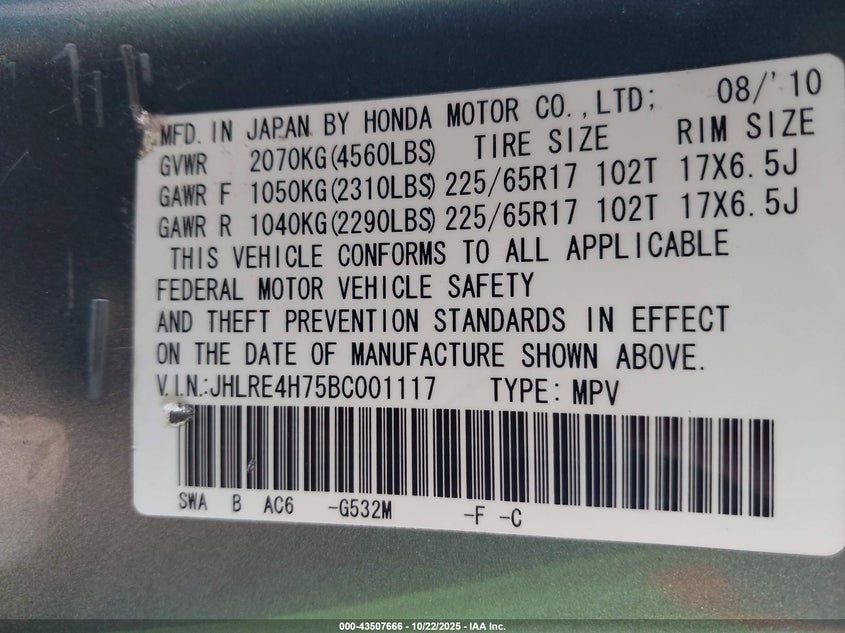 MFD. IN JAPAN BY HONDA MOTOR CO.,LTD; 08/'10
GVWR 2070KG(4560LBS) TIRE SIZE RIM SIZE
GAWR F 1050KG(2310LBS) 225/65R17 102T 17X6.5J
GAWR R 1040KG(2290LBS) 225/65R17 102T 17X6.5J
THIS VEHICLE CONFORMS TO ALL APPLICABLE
FEDERAL MOTOR VEHICLE SAFETY
AND THEFT PREVENTION STANDARDS IN EFFECT
ON THE DATE OF MANUFACTURE SHOWN ABOVE.
V.I.N.:JHLRE4H75BC001117 TYPE: MPV
SWA B AC6 -G532M -F -C
000-43507666 - 10/22/2025 - IAA Inc.